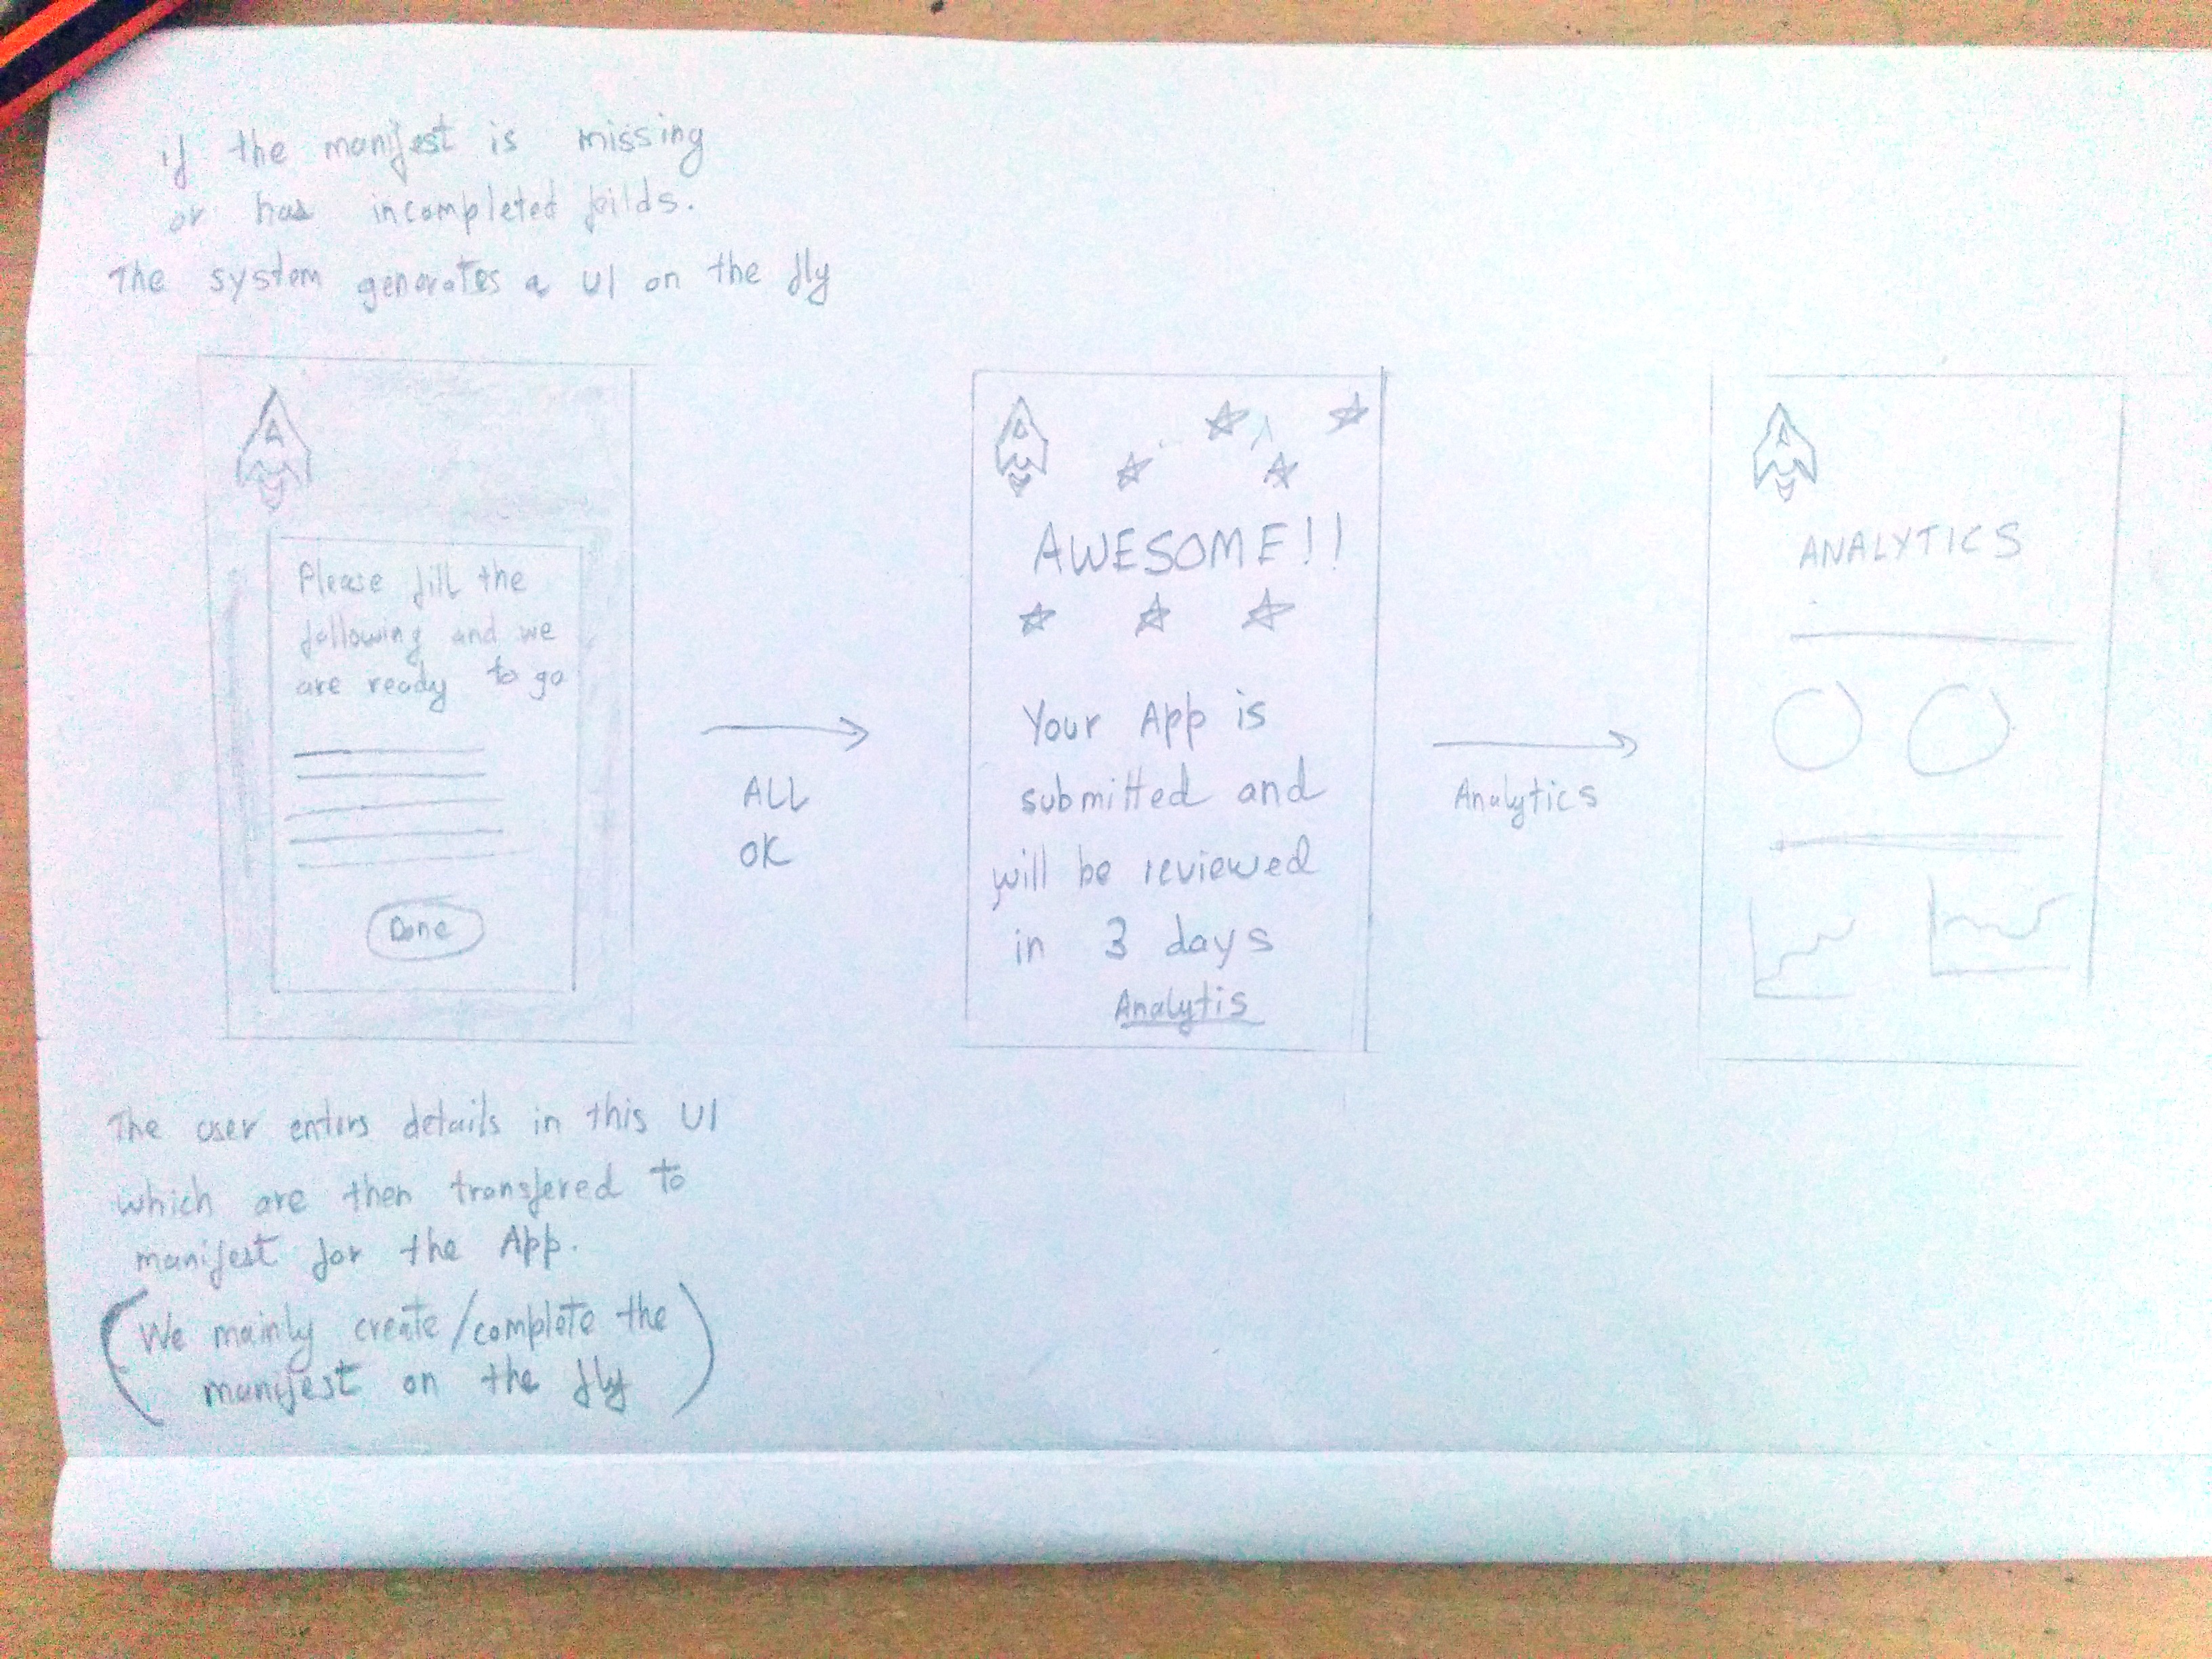 if the manifest is missing
or has incompleted feilds.
The system generates a UI on the fly
A
Please fill the
following and we
are ready to go
Done
ALL
OK
A
AWESOME!!
Your App is
submitted and
will be reviewed
in 3 days
Analytis
Analytics
A
ANALYTICS
The user enters details in this UI
which are then transfered to
manifest for the App.
(We mainly create/complete the
manifest on the fly)